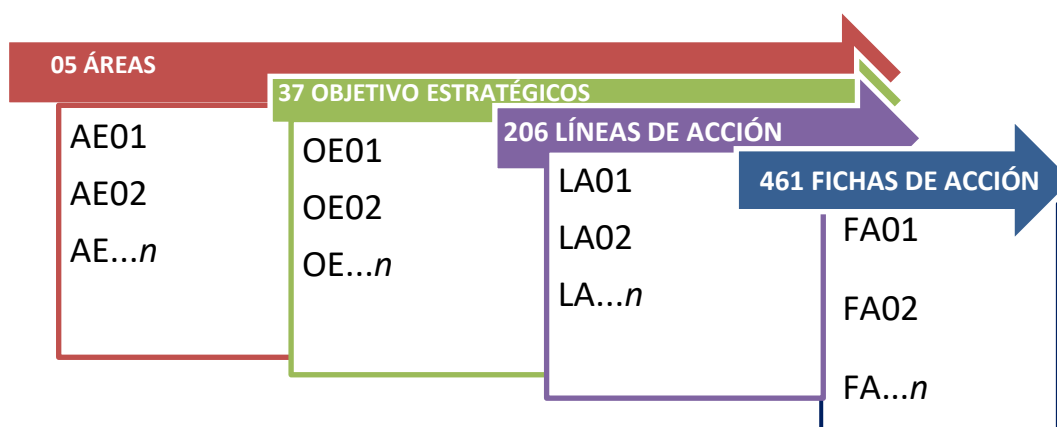 05 ÁREAS
AE01
AE02
AE...n
37 OBJETIVO ESTRATÉGICOS
OE01
OE02
OE...n
206 LÍNEAS DE ACCIÓN
LA01
LA02
LA...n
461 FICHAS DE ACCIÓN
FA01
FA02
FA...n